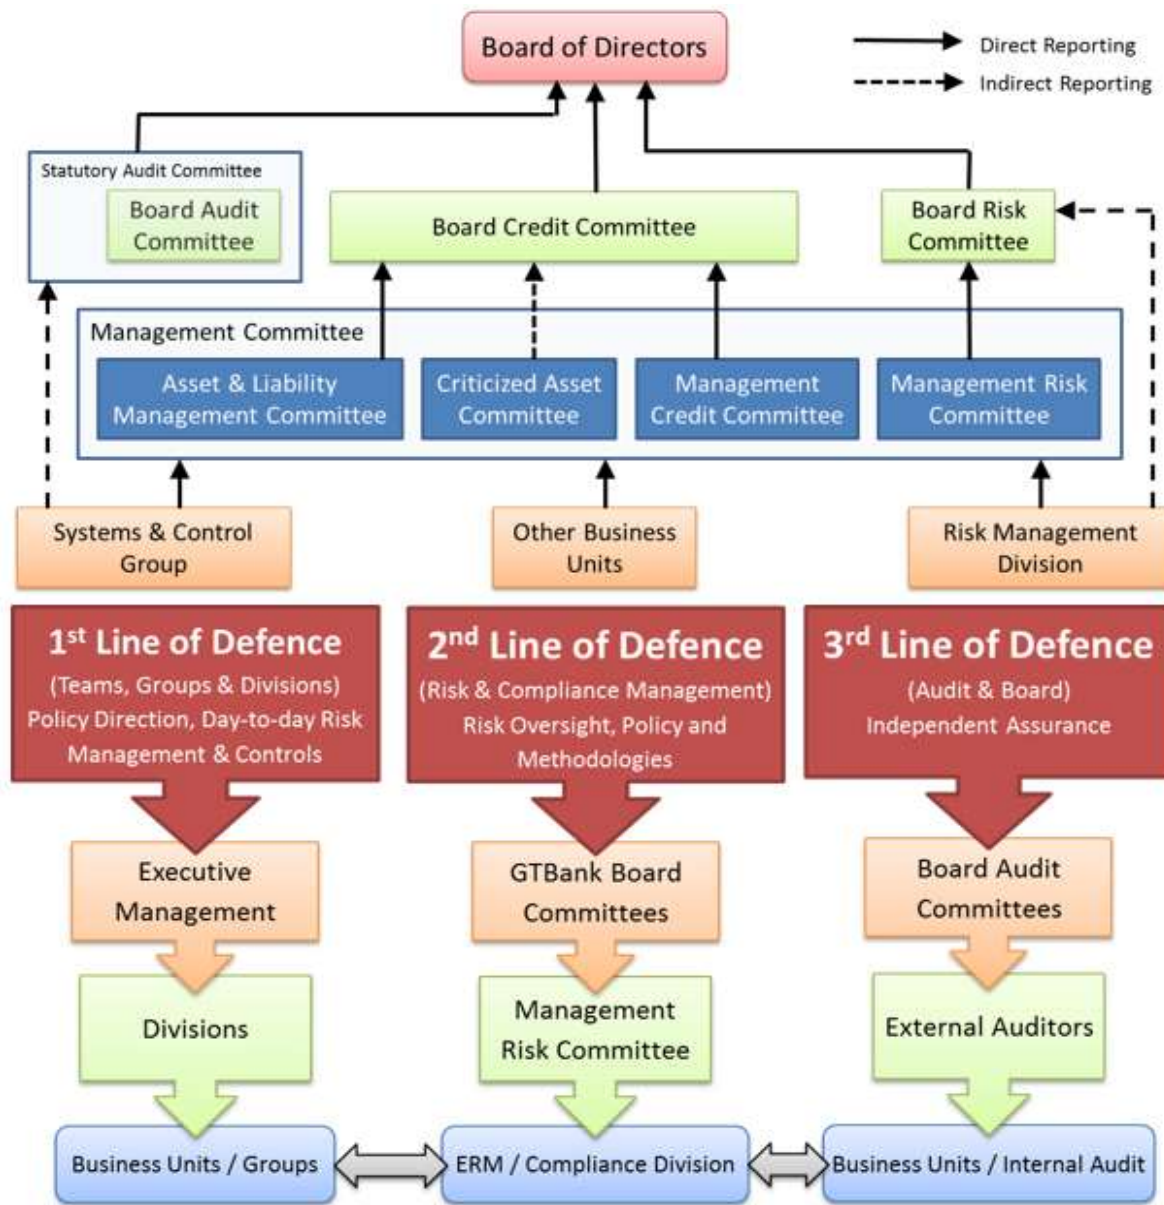 Board of Directors
Direct Reporting
Indirect Reporting
Statutory Audit Committee
Board Audit
Committee
Board Credit Committee
Board Risk
Committee
Management Committee
Asset & Liability
Management Committee
Criticized Asset
Committee
Management
Credit Committee
Management Risk
Committee
Systems & Control
Group
Other Business
Units
Risk Management
Division
1st Line of Defence
(Teams, Groups & Divisions)
Policy Direction, Day-to-day Risk
Management & Controls
2nd Line of Defence
(Risk & Compliance Management)
Risk Oversight, Policy and
Methodologies
3rd Line of Defence
(Audit & Board)
Independent Assurance
Executive
Management
GTBank Board
Committees
Board Audit
Committees
Divisions
Management
Risk Committee
External Auditors
Business Units / Groups
ERM / Compliance Division
Business Units / Internal Audit